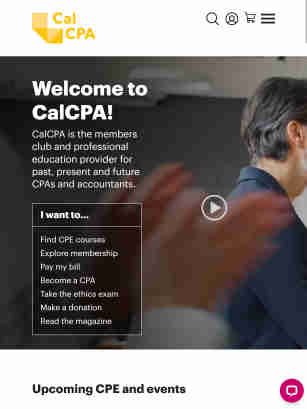 Cal
CPA
Welcome to
CalCPA!
CalCPA is the members
club and professional
education provider for
past, present and future
CPAs and accountants.
I want to...
Find CPE courses
Explore membership
Pay my bill
Become a CPA
Take the ethics exam
Make a donation
Read the magazine
Upcoming CPE and events